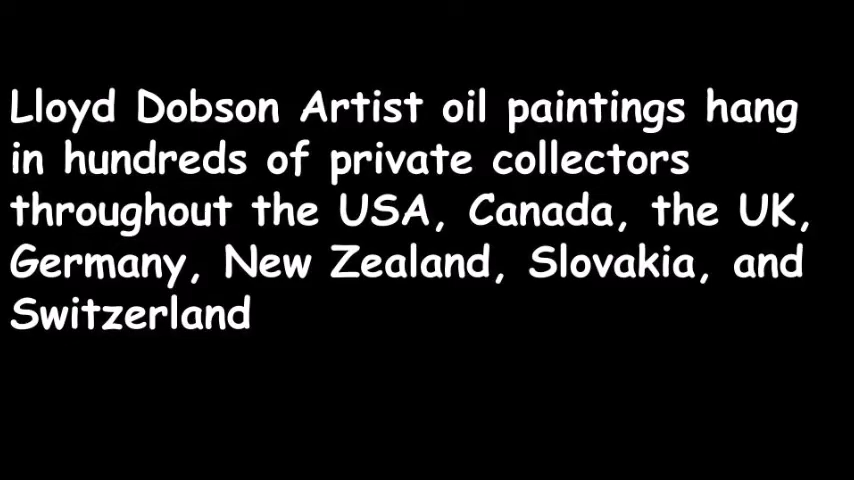 Lloyd Dobson Artist oil paintings hang
in hundreds of private collectors
throughout the USA, Canada, the UK,
Germany, New Zealand, Slovakia, and
Switzerland